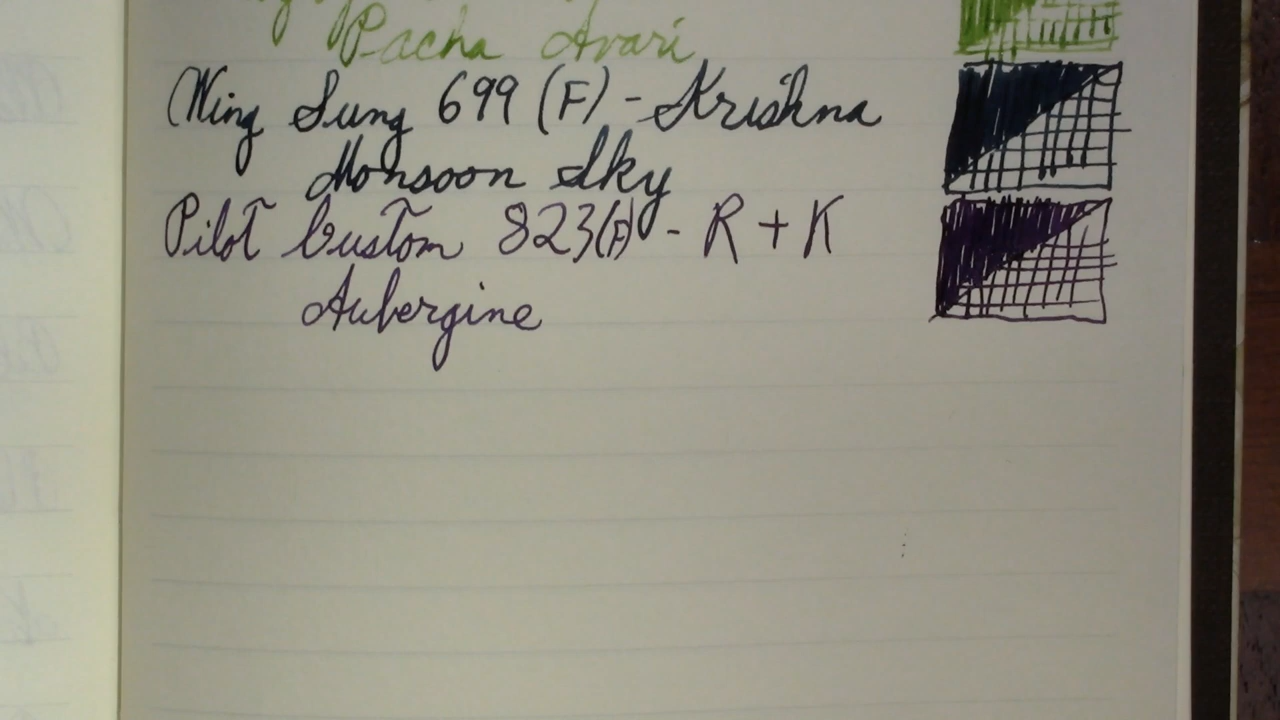 Pacha Avari
Wing Sung 699 (F) - Krishna
Monsoon Sky
Pilot Custom 823(F) - R + K
Aubergine